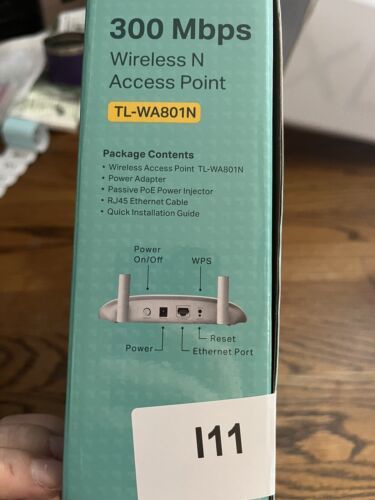 300 Mbps
Wireless N
Access Point
TL-WA801N
Package Contents
• Wireless Access Point TL-WA801N
• Power Adapter
• Passive PoE Power Injector
• RJ45 Ethernet Cable
• Quick Installation Guide
Power
On/Off
WPS
Reset
Power
Ethernet Port
I11